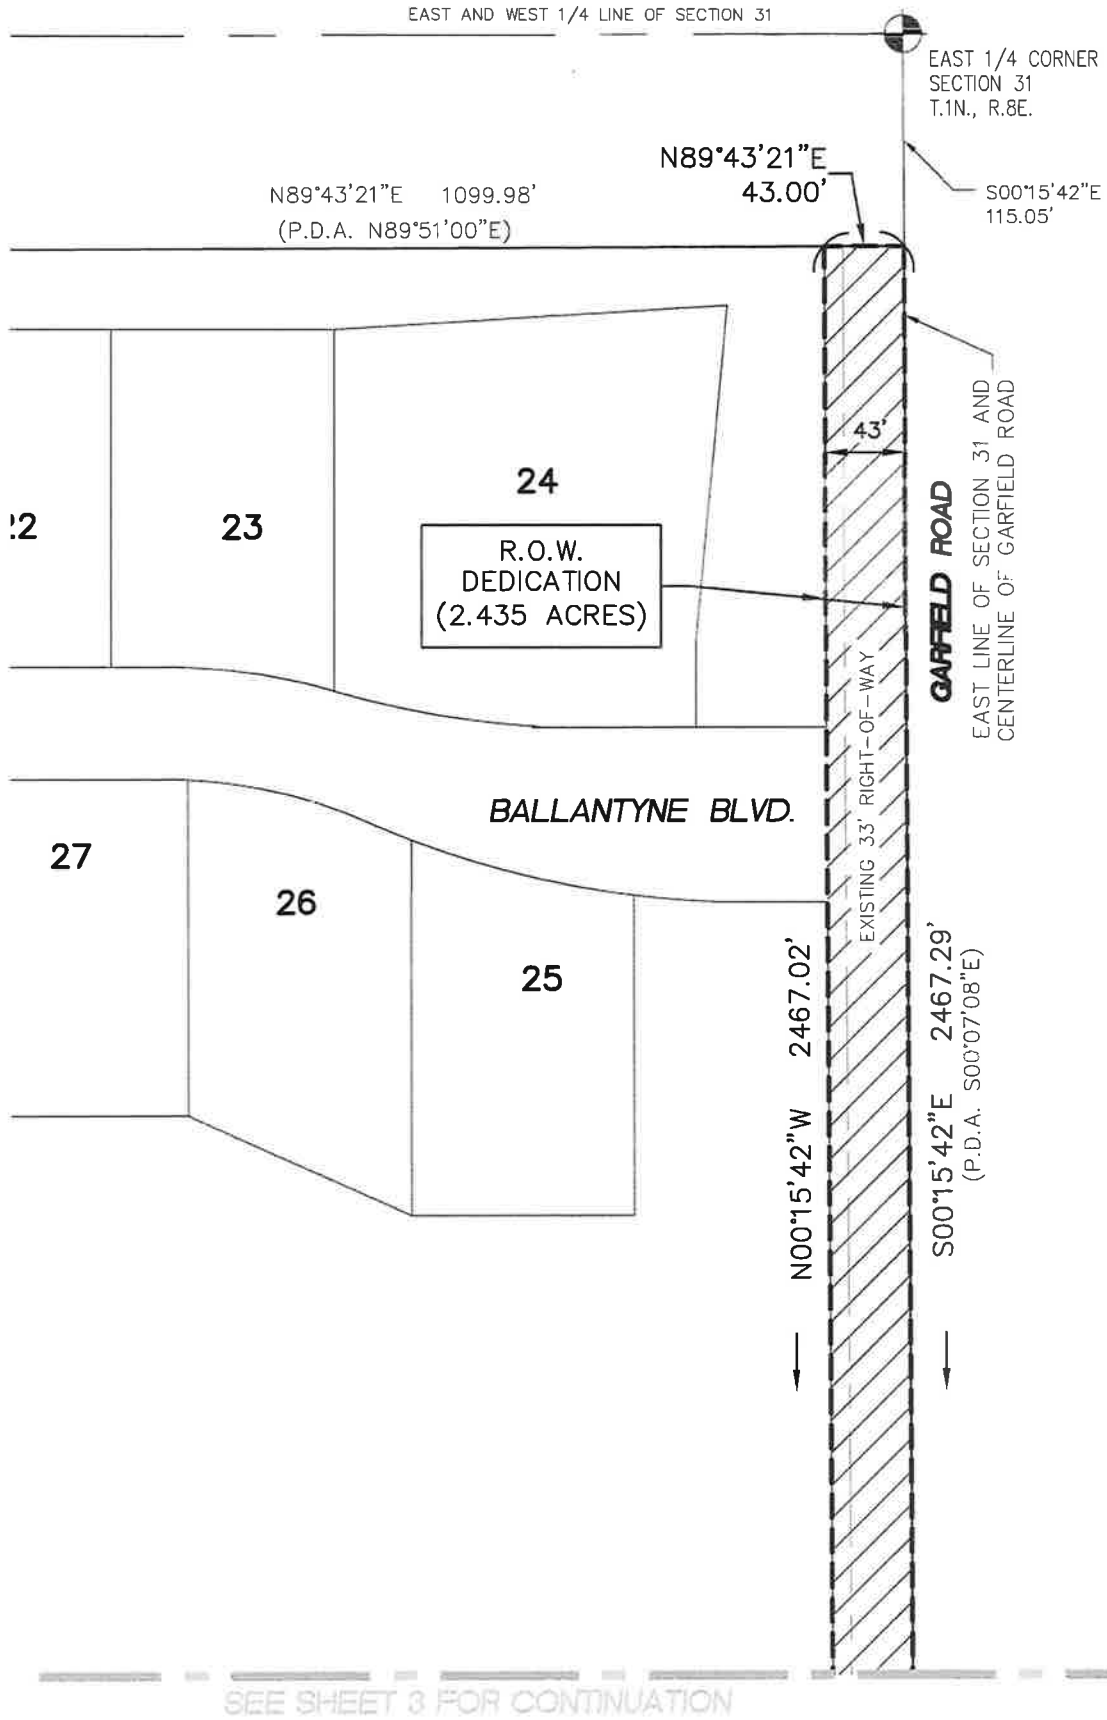 EAST AND WEST 1/4 LINE OF SECTION 31
EAST 1/4 CORNER
SECTION 31
T.1N., R.8E.
N89°43'21"E
43.00'
N89°43'21"E 1099.98'
(P.D.A. N89°51'00"E)
S00°15'42"E
115.05'
43'
24
23
R.O.W.
DEDICATION
(2.435 ACRES)
GARFIELD ROAD
EAST LINE OF SECTION 31 AND
CENTERLINE OF GARFIELD ROAD
EXISTING 33' RIGHT-OF-WAY
BALLANTYNE BLVD.
27
26
25
N00°15'42"W 2467.02'
S00°15'42"E 2467.29'
(P.D.A. S00°07'08"E)
SEE SHEET 3 FOR CONTINUATION